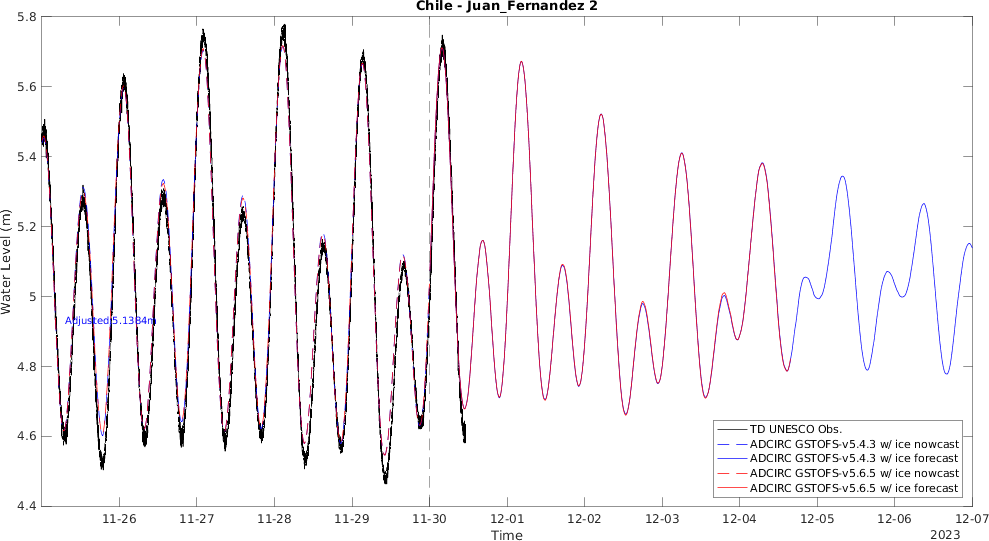 Chile - Juan_Fernandez 2
5.8
5.6
5.4
5.2
5
4.8
4.6
4.4
Water Level (m)
Adjusted:5.1384m
TD UNESCO Obs.
ADCIRC GSTOFS-v5.4.3 w/ ice nowcast
ADCIRC GSTOFS-v5.4.3 w/ ice forecast
ADCIRC GSTOFS-v5.6.5 w/ ice nowcast
ADCIRC GSTOFS-v5.6.5 w/ ice forecast
11-26 11-27 11-28 11-29 11-30 12-01 12-02 12-03 12-04 12-05 12-06 12-07
Time
2023